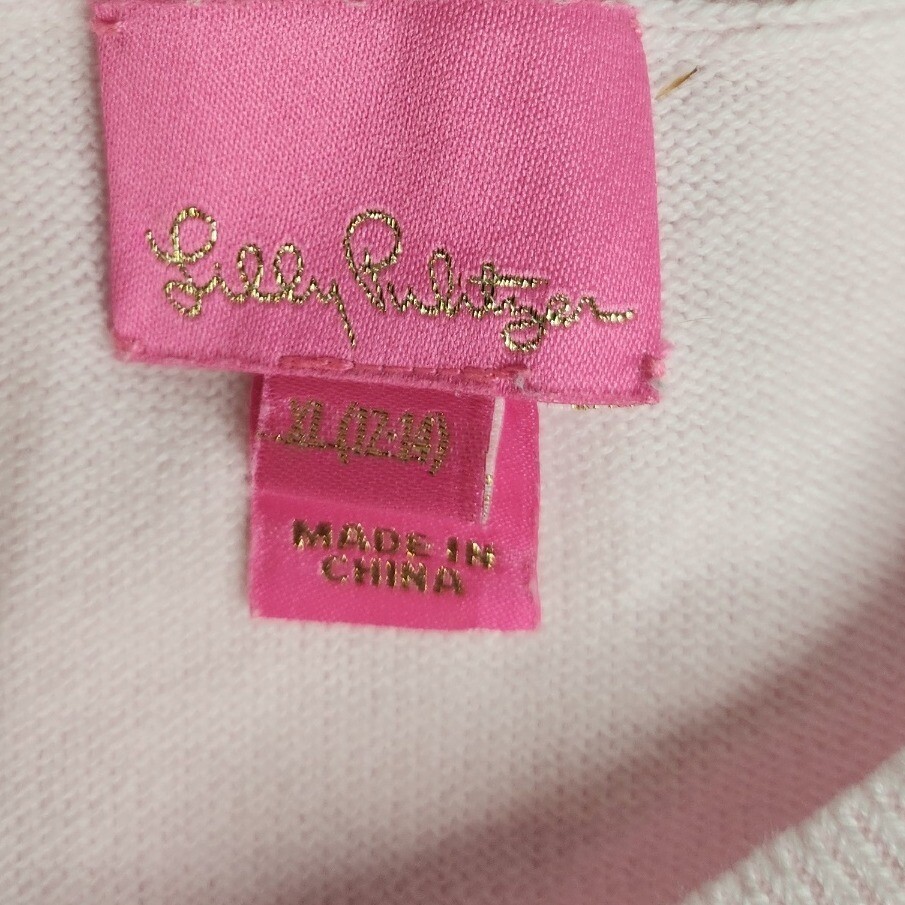 Lilly Pulitzer
XL (12-14)
MADE IN
CHINA